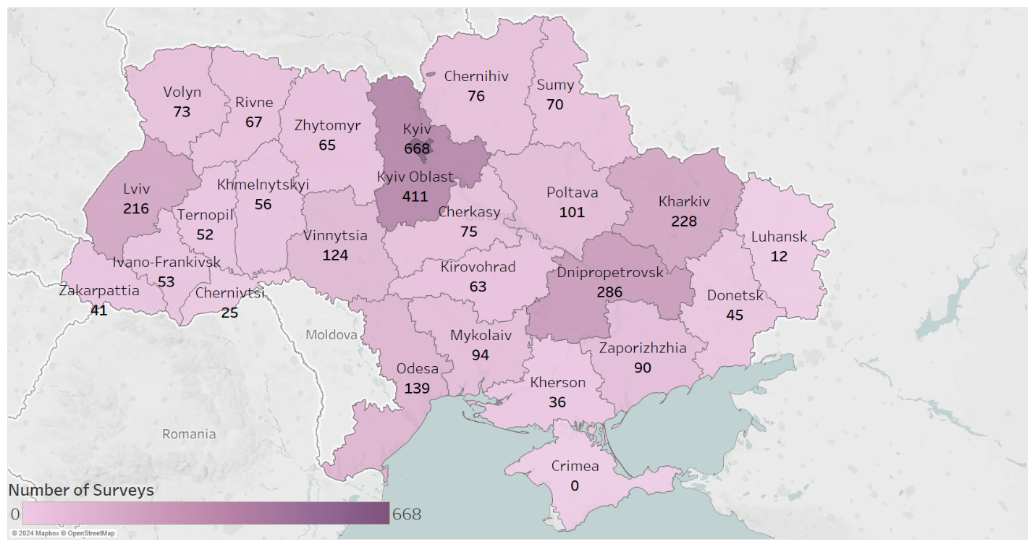 Chernihiv
76
Sumy
70
Volyn
73
Rivne
67
Zhytomyr
65
Kyiv
668
Kyiv Oblast
411
Lviv
216
Khmelnytskyi
56
Ternopil
52
Poltava
101
Kharkiv
228
Cherkasy
75
Vinnytsia
124
Luhansk
12
Ivano-Frankivsk
53
Kirovohrad
63
Dnipropetrovsk
286
Zakarpattia
41
Chernivtsi
25
Donetsk
45
Moldova
Mykolaiv
94
Zaporizhzhia
90
Odesa
139
Kherson
36
Romania
Crimea
0
Number of Surveys
0 668
© 2024 Mapbox © OpenStreetMap